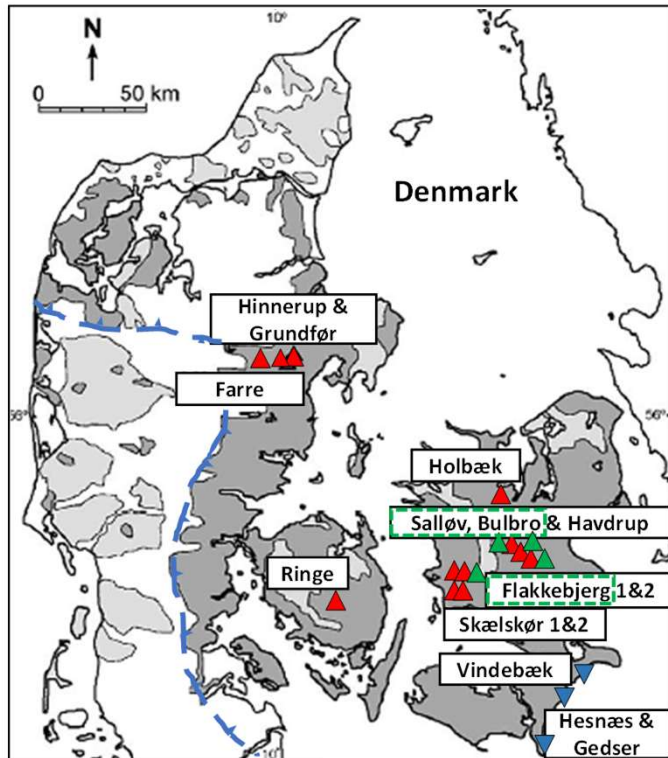 10°
N
0 50 km
Denmark
Hinnerup &
Grundfør
Farre
56°
56°
Holbæk
Salløv, Bulbro & Havdrup
Ringe
Flakkebjerg 1&2
Skælskør 1&2
Vindebæk
Hesnæs &
Gedser
10°